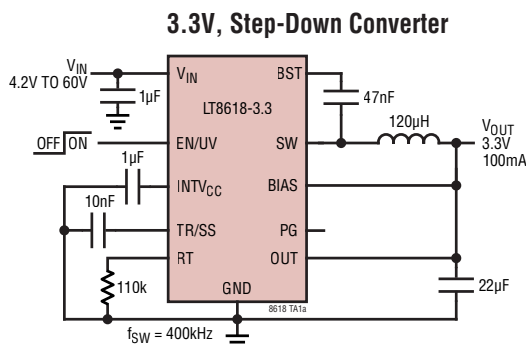 3.3V, Step-Down Converter
VIN
4.2V TO 60V
1µF
OFF ON
1µF
10nF
110k
fSW = 400kHz
VIN
EN/UV
INTVCC
TR/SS
RT
GND
LT8618-3.3
BST
SW
BIAS
PG
OUT
8618 TA1a
47nF
120µH
VOUT
3.3V
100mA
22µF